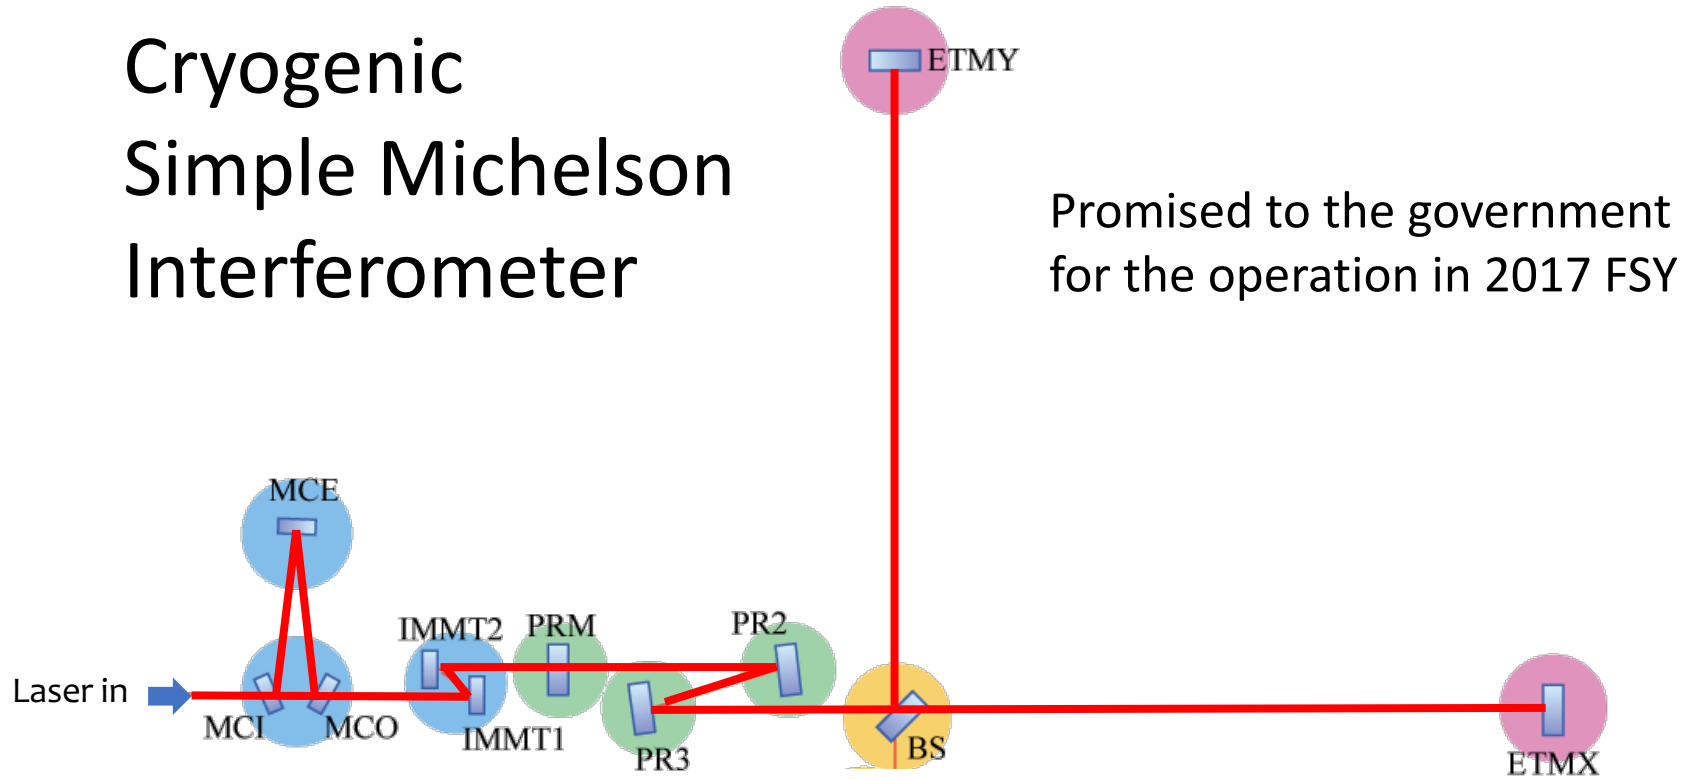 Cryogenic
Simple Michelson
Interferometer
ETMY
Promised to the government
for the operation in 2017 FSY
MCE
IMMT2
PRM
PR2
Laser in
MCI
MCO
IMMT1
PR3
BS
ETMX